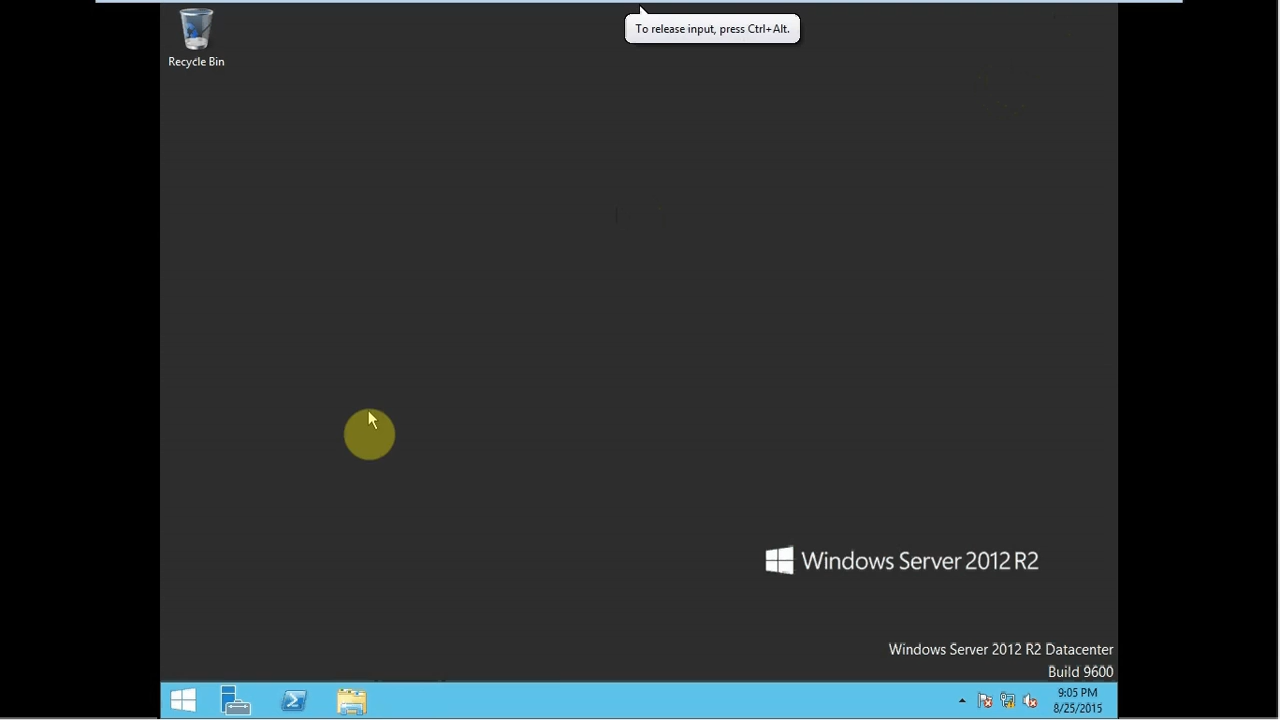 To release input, press Ctrl+Alt.
Recycle Bin
Windows Server 2012 R2
Windows Server 2012 R2 Datacenter
Build 9600
9:05 PM
8/25/2015